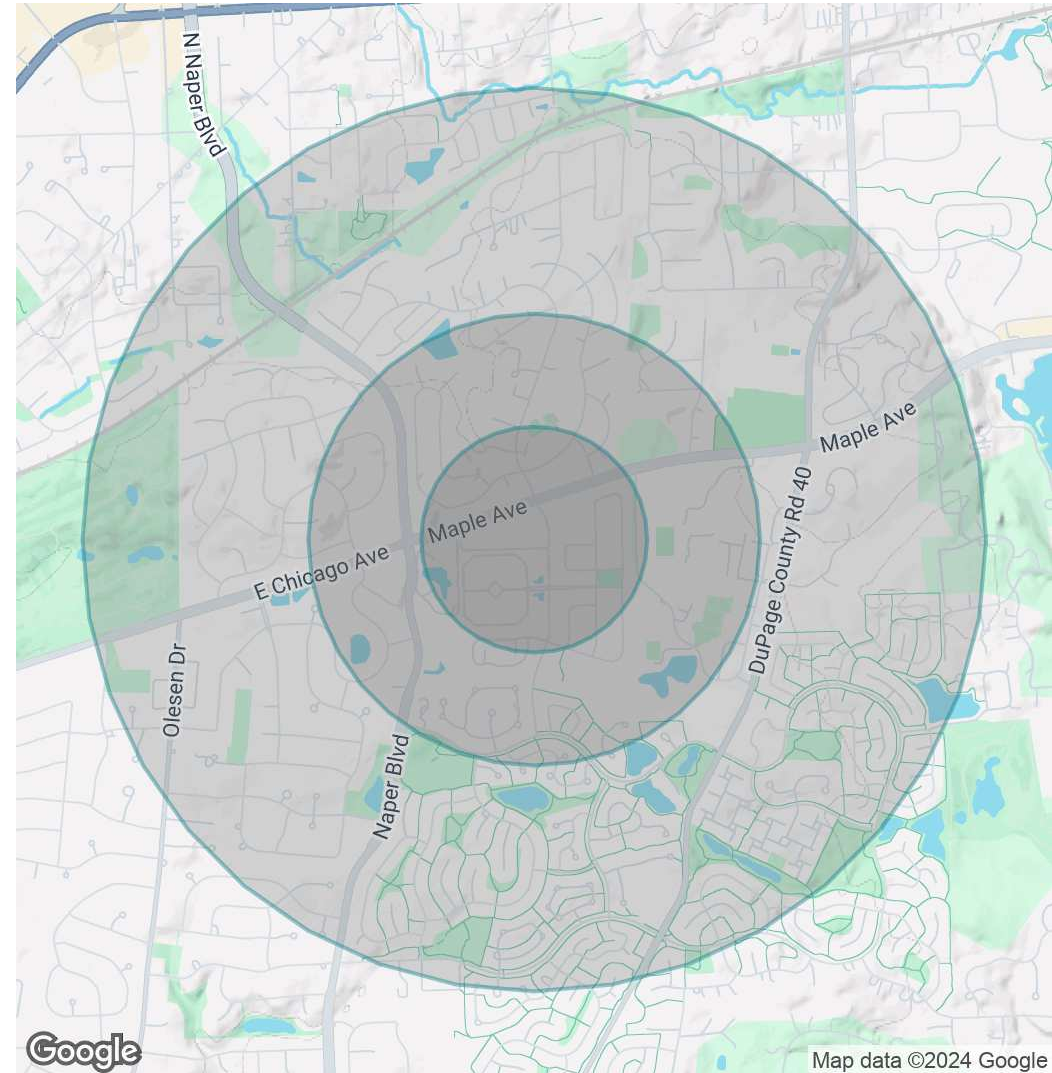 N Naper Blvd
Maple Ave
Maple Ave
E Chicago Ave
DuPage County Rd 40
Olesen Dr
Naper Blvd
Google
Map data ©2024 Google